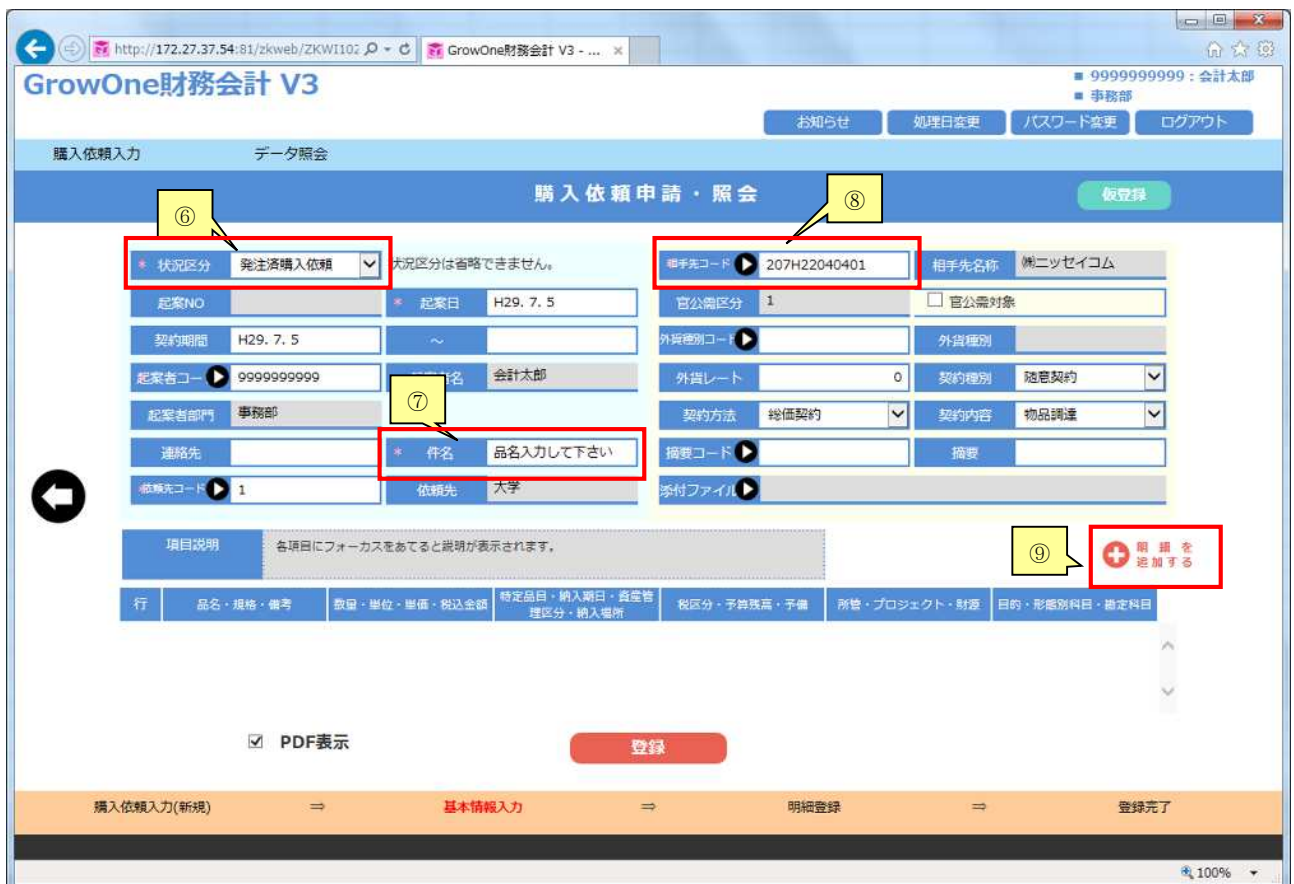 http://172.27.37.54:81/zkweb/ZKWI102
GrowOne財務会計 V3 - ...
GrowOne財務会計 V3
9999999999：会計太郎
事務部
お知らせ 処理日変更 パスワード変更 ログアウト
購入依頼入力 データ照会
購入依頼申請・照会 仮登録
⑥ ⑧
* 状況区分 発注済購入依頼 状況区分は省略できません。 相手先コード 207H22040401 相手先名称 ㈱ニッセイコム
起案NO * 起案日 H29. 7. 5 官公需区分 1 官公需対象
契約期間 H29. 7. 5 ～ 外貨種別コード 外貨種別
起案者コー 9999999999 名 会計太郎 外貨レート 0 契約種別 随意契約
⑦
起案者部門 事務部 契約方法 総価契約 契約内容 物品調達
連絡先 * 件名 品名入力して下さい 摘要コード 摘要
*依頼先コード 1 依頼先 大学 添付ファイル
項目説明 各項目にフォーカスをあてると説明が表示されます。 ⑨ 明細を
追加する
行 品名・規格・備考 数量・単位・単価・税込金額 特定品目・納入期日・資産管
理区分・納入場所 税区分・予算残高・予備 所管・プロジェクト・財源 目的・形態別科目・勘定科目
PDF表示 登録
購入依頼入力(新規) ⇒ 基本情報入力 ⇒ 明細登録 ⇒ 登録完了
100%